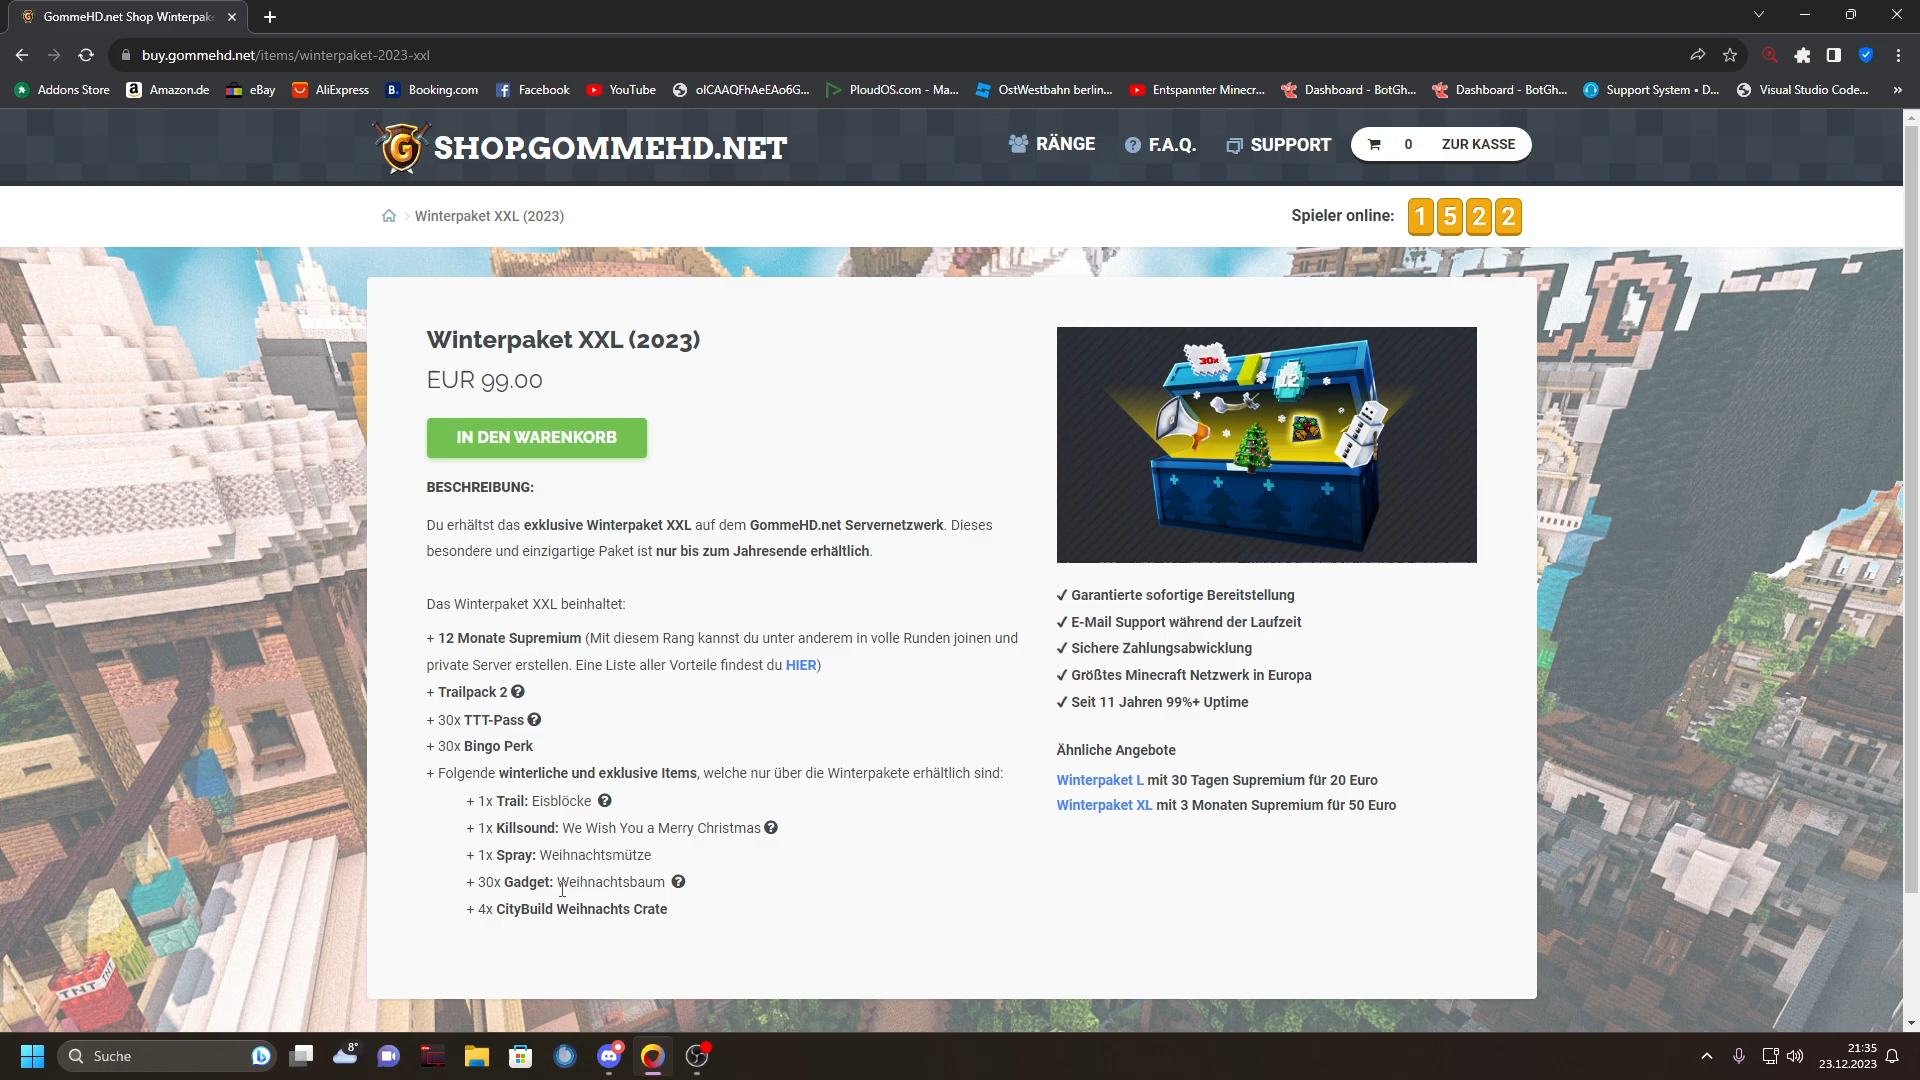 GommeHD.net Shop Winterpak
buy.gommehd.net/items/winterpaket-2023-xxl
Addons Store
Amazon.de
eBay
AliExpress
Booking.com
Facebook
YouTube
oICAAQFhAeEAo6G...
PloudOS.com - Ma...
OstWestbahn berlin...
Entspannter Minecr...
Dashboard - BotGh...
Dashboard - BotGh...
Support System • D...
Visual Studio Code...
SHOP.GOMMEHD.NET
RÄNGE
F.A.Q.
SUPPORT
0
ZUR KASSE
Winterpaket XXL (2023)
Spieler online: 1522
Winterpaket XXL (2023)
EUR 99.00
IN DEN WARENKORB
BESCHREIBUNG:
Du erhältst das exklusive Winterpaket XXL auf dem GommeHD.net Servernetzwerk. Dieses
besondere und einzigartige Paket ist nur bis zum Jahresende erhältlich.
Das Winterpaket XXL beinhaltet:
+ 12 Monate Supremium (Mit diesem Rang kannst du unter anderem in volle Runden joinen und
private Server erstellen. Eine Liste aller Vorteile findest du HIER)
+ Trailpack 2
+ 30x TTT-Pass
+ 30x Bingo Perk
+ Folgende winterliche und exklusive Items, welche nur über die Winterpakete erhältlich sind:
+ 1x Trail: Eisblöcke
+ 1x Killsound: We Wish You a Merry Christmas
+ 1x Spray: Weihnachtsmütze
+ 30x Gadget: Weihnachtsbaum
+ 4x CityBuild Weihnachts Crate
30x
12
✓ Garantierte sofortige Bereitstellung
✓ E-Mail Support während der Laufzeit
✓ Sichere Zahlungsabwicklung
✓ Größtes Minecraft Netzwerk in Europa
✓ Seit 11 Jahren 99%+ Uptime
Ähnliche Angebote
Winterpaket L mit 30 Tagen Supremium für 20 Euro
Winterpaket XL mit 3 Monaten Supremium für 50 Euro
TNT
Suche
8°
21:35
23.12.2023